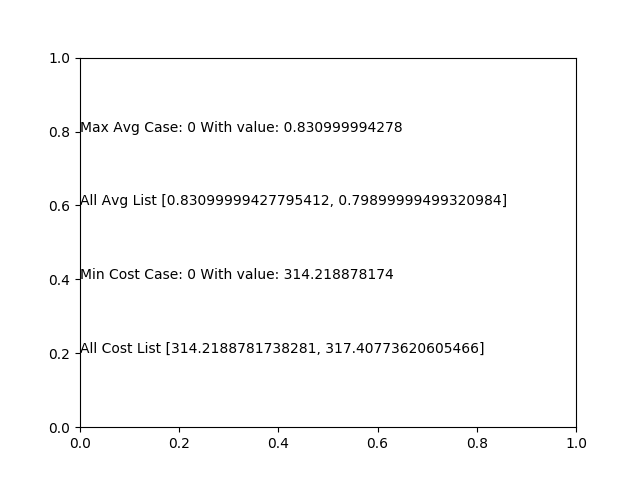 1.0
0.8
Max Avg Case: 0 With value: 0.830999994278
0.6
All Avg List [0.83099999427795412, 0.79899999499320984]
0.4
Min Cost Case: 0 With value: 314.218878174
0.2
All Cost List [314.2188781738281, 317.40773620605466]
0.0
0.0 0.2 0.4 0.6 0.8 1.0